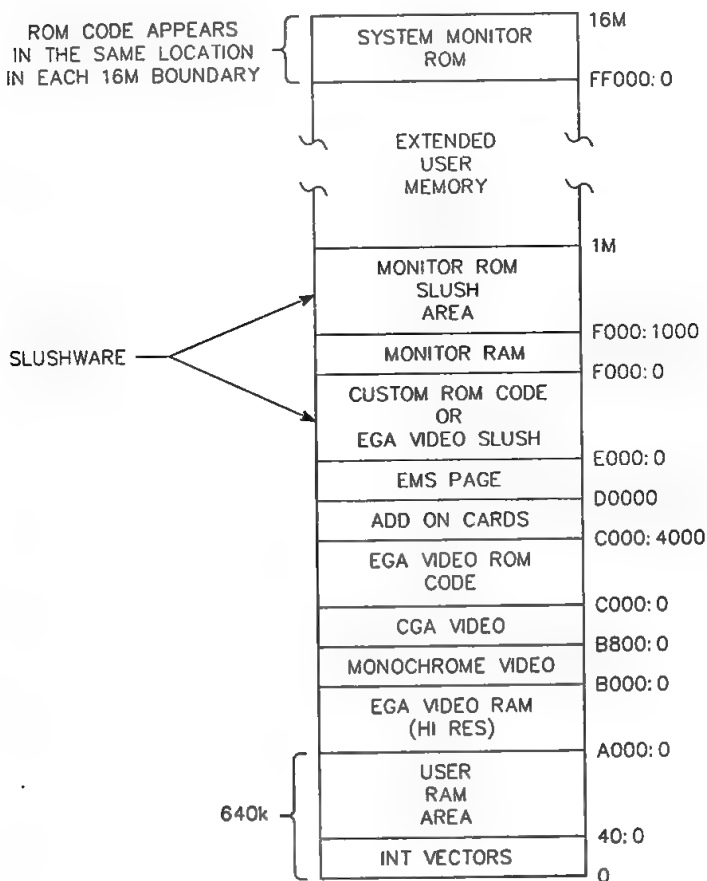 ROM CODE APPEARS
IN THE SAME LOCATION
IN EACH 16M BOUNDARY
16M
SYSTEM MONITOR
ROM
FF000:0
EXTENDED
USER
MEMORY
1M
MONITOR ROM
SLUSH
AREA
F000:1000
SLUSHWARE
MONITOR RAM
F000:0
CUSTOM ROM CODE
OR
EGA VIDEO SLUSH
E000:0
EMS PAGE
D0000
ADD ON CARDS
C000:4000
EGA VIDEO ROM
CODE
C000:0
CGA VIDEO
B800:0
MONOCHROME VIDEO
B000:0
EGA VIDEO RAM
(HI RES)
A000:0
640k
USER
RAM
AREA
40:0
INT VECTORS
0